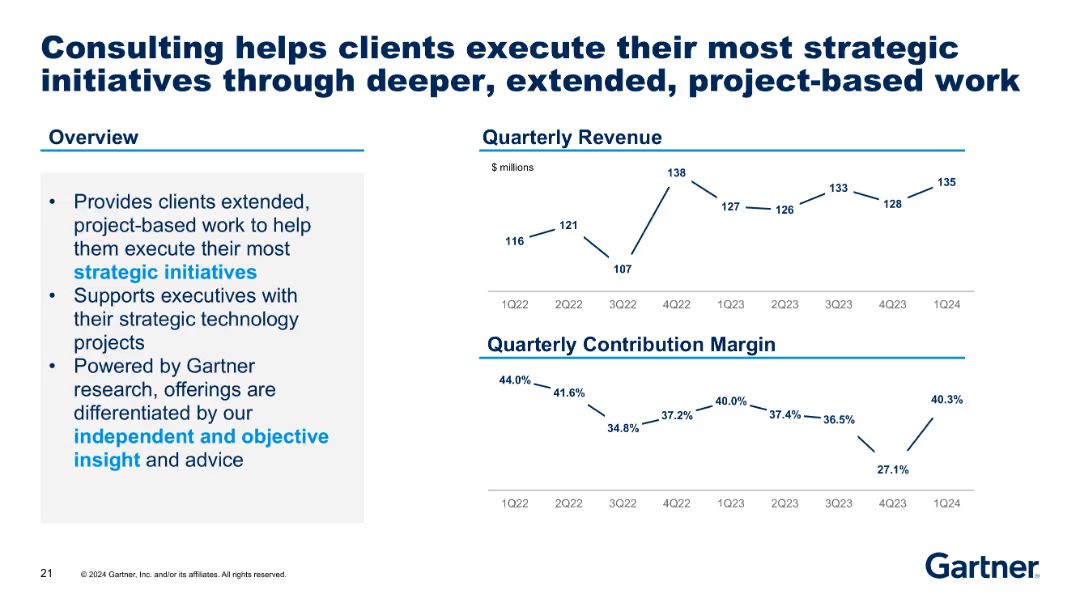 Consulting helps clients execute their most strategic
initiatives through deeper, extended, project-based work
Overview
• Provides clients extended,
project-based work to help
them execute their most
strategic initiatives
• Supports executives with
their strategic technology
projects
• Powered by Gartner
research, offerings are
differentiated by our
independent and objective
insight and advice
Quarterly Revenue
$ millions
116 121 107 138 127 126 133 128 135
1Q22 2Q22 3Q22 4Q22 1Q23 2Q23 3Q23 4Q23 1Q24
Quarterly Contribution Margin
44.0% 41.6% 34.8% 37.2% 40.0% 37.4% 36.5% 27.1% 40.3%
1Q22 2Q22 3Q22 4Q22 1Q23 2Q23 3Q23 4Q23 1Q24
21 © 2024 Gartner, Inc. and/or its affiliates. All rights reserved.
Gartner®